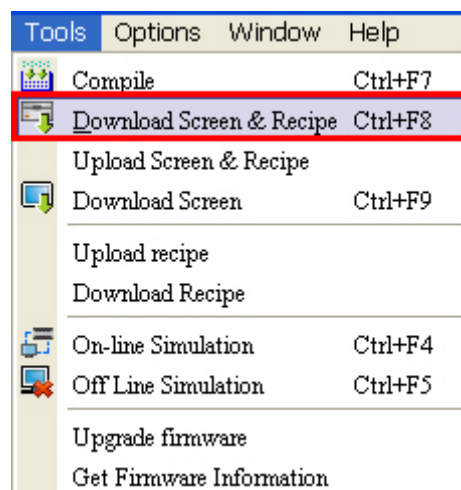 Tools Options Window Help
Compile Ctrl+F7
Download Screen & Recipe Ctrl+F8
Upload Screen & Recipe
Download Screen Ctrl+F9
Upload recipe
Download Recipe
On-line Simulation Ctrl+F4
Off Line Simulation Ctrl+F5
Upgrade firmware
Get Firmware Information